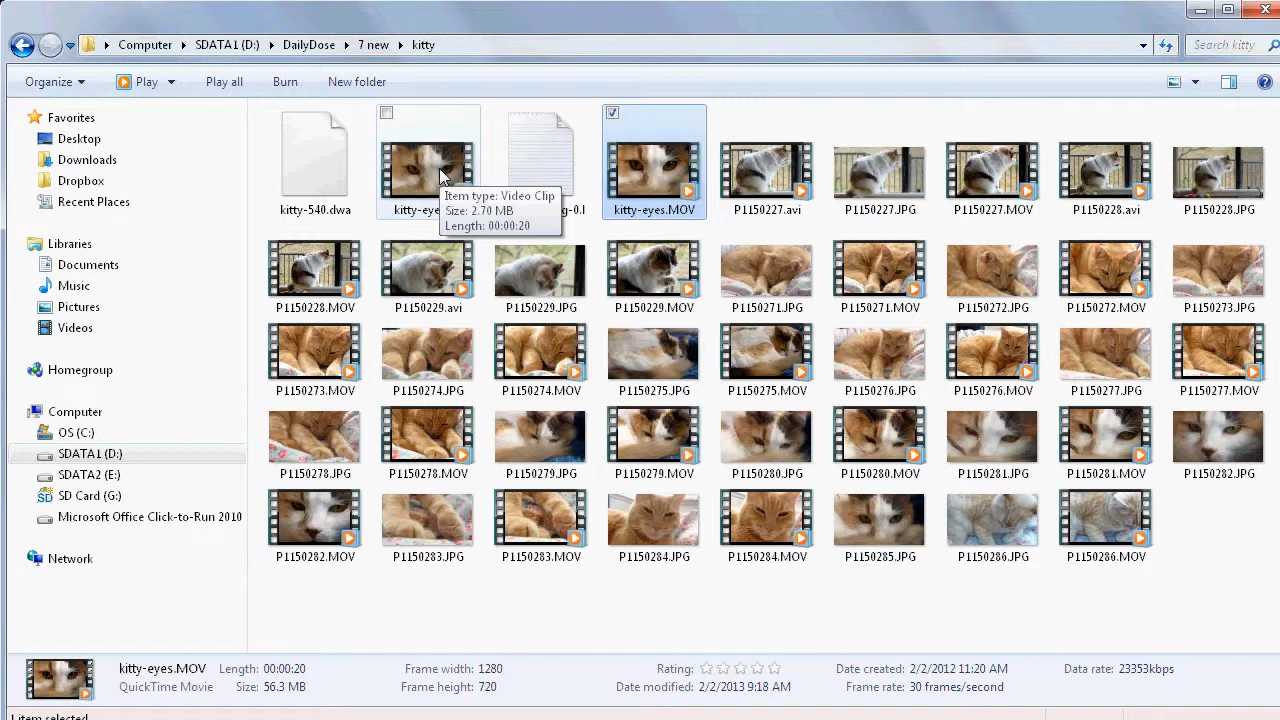 Computer SDATA1 (D:) DailyDose 7 new kitty Search kitty
Organize Play Play all Burn New folder
Favorites
Desktop
Downloads
Dropbox
Recent Places
Libraries
Documents
Music
Pictures
Videos
Homegroup
Computer
OS (C:)
SDATA1 (D:)
SDATA2 (E:)
SD Card (G:)
Microsoft Office Click-to-Run 2010
Network
kitty-540.dwa kitty-eye g-0.l kitty-eyes.MOV P1150227.avi P1150227.JPG P1150227.MOV P1150228.avi P1150228.JPG
Item type: Video Clip
Size: 2.70 MB
Length: 00:00:20
P1150228.MOV P1150229.avi P1150229.JPG P1150229.MOV P1150271.JPG P1150271.MOV P1150272.JPG P1150272.MOV P1150273.JPG
P1150273.MOV P1150274.JPG P1150274.MOV P1150275.JPG P1150275.MOV P1150276.JPG P1150276.MOV P1150277.JPG P1150277.MOV
P1150278.JPG P1150278.MOV P1150279.JPG P1150279.MOV P1150280.JPG P1150280.MOV P1150281.JPG P1150281.MOV P1150282.JPG
P1150282.MOV P1150283.JPG P1150283.MOV P1150284.JPG P1150284.MOV P1150285.JPG P1150286.JPG P1150286.MOV
kitty-eyes.MOV Length: 00:00:20 Frame width: 1280 Rating: Date created: 2/2/2012 11:20 AM Data rate: 23353kbps
QuickTime Movie Size: 56.3 MB Frame height: 720 Date modified: 2/2/2013 9:18 AM Frame rate: 30 frames/second
1 item selected